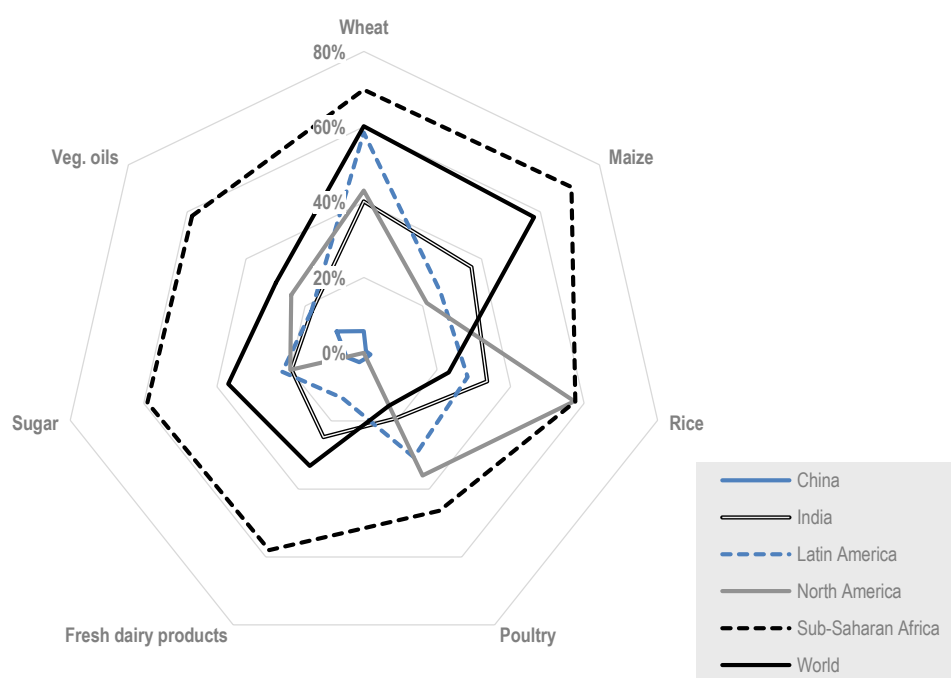 Wheat
80%
60%
Veg. oils
Maize
40%
20%
0%
Sugar
Rice
China
India
Latin America
North America
Fresh dairy products
Poultry
Sub-Saharan Africa
World